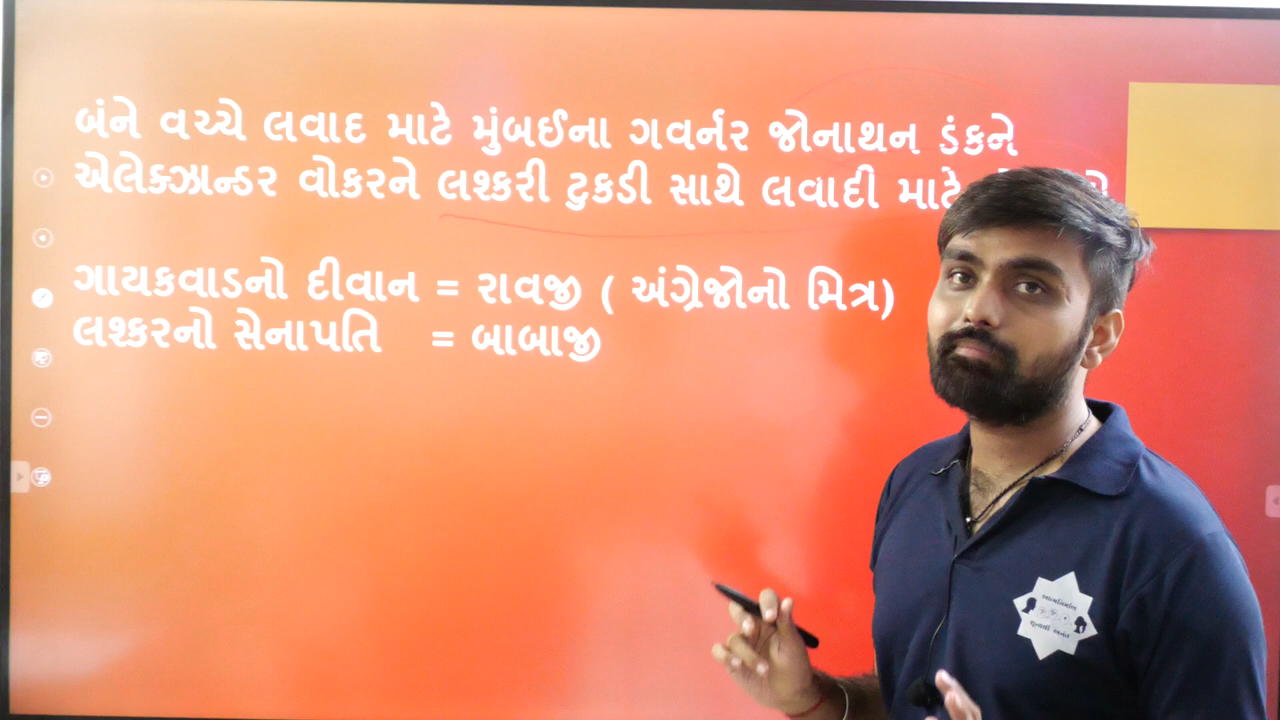 બંને વચ્ચે લવાદ માટે મુંબઈના ગવર્નર જોનાથન ડંકને
એલેક્ઝાન્ડર વોકરને લશ્કરી ટુકડી સાથે લવાદી માટે
ગાયકવાડનો દીવાન = રાવજી ( અંગ્રેજોનો મિત્ર)
લશ્કરનો સેનાપતિ = બાબાજી